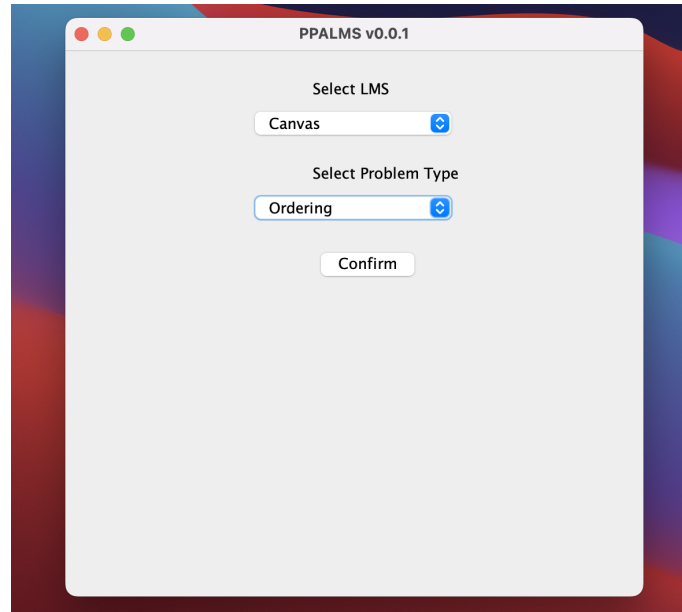 PPALMS v0.0.1
Select LMS
Canvas
Select Problem Type
Ordering
Confirm